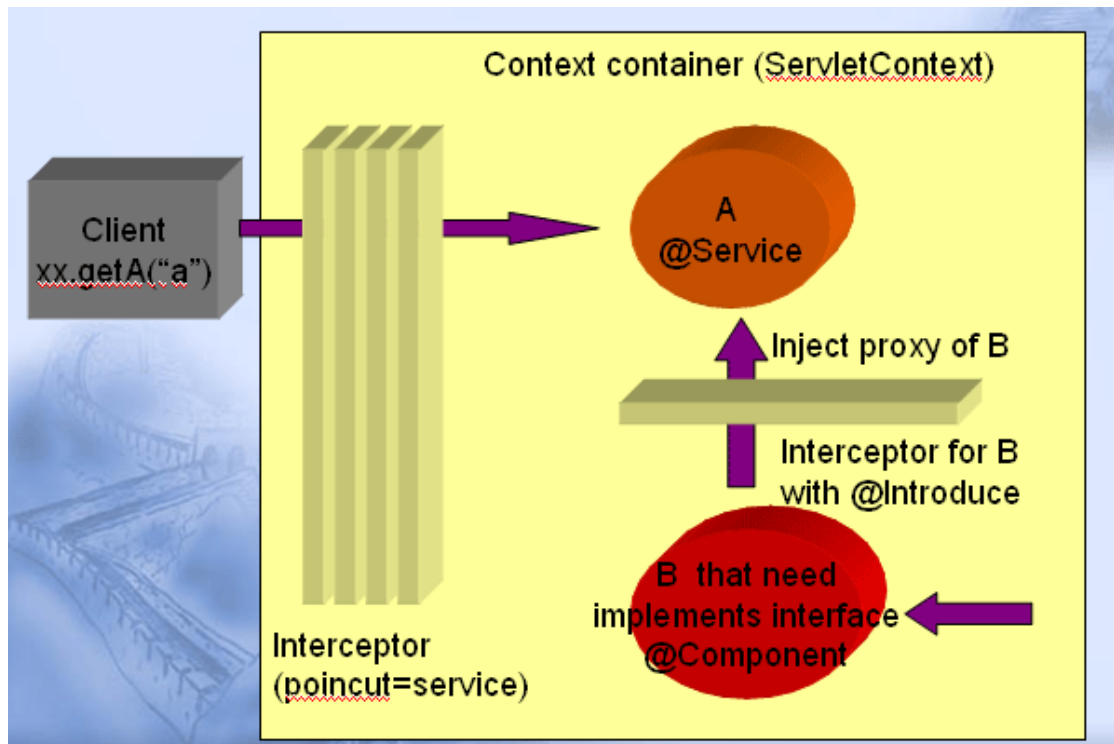 Context container (ServletContext)
Client
xx.getA(“a”)
A
@Service
Inject proxy of B
Interceptor for B
with @Introduce
B that need
implements interface
@Component
Interceptor
(poincut=service)